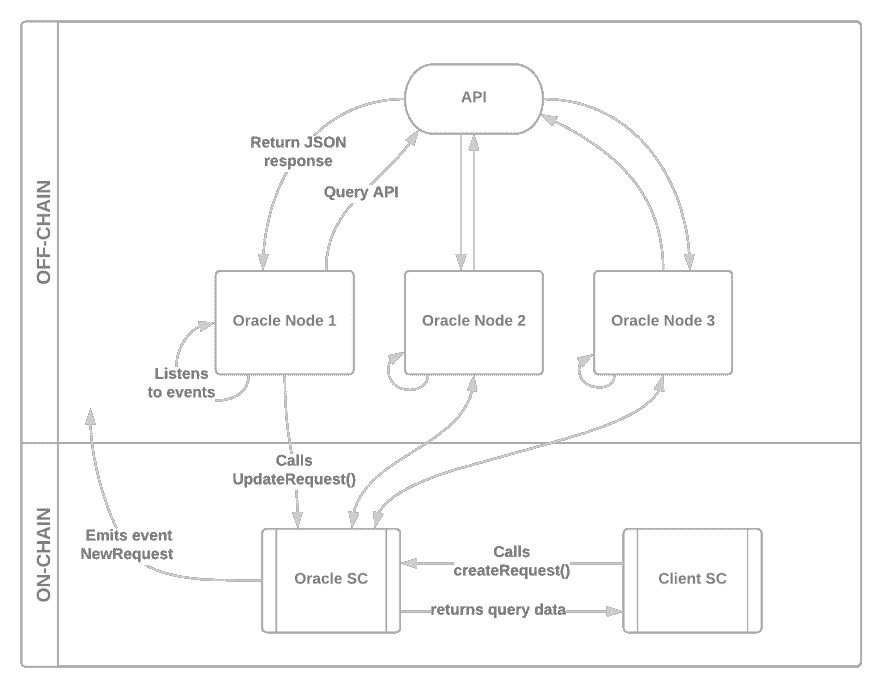 API
Return JSON
response
Query API
OFF-CHAIN
Oracle Node 1
Oracle Node 2
Oracle Node 3
Listens
to events
Calls
UpdateRequest()
ON-CHAIN
Emits event
NewRequest
Oracle SC
Calls
createRequest()
returns query data
Client SC